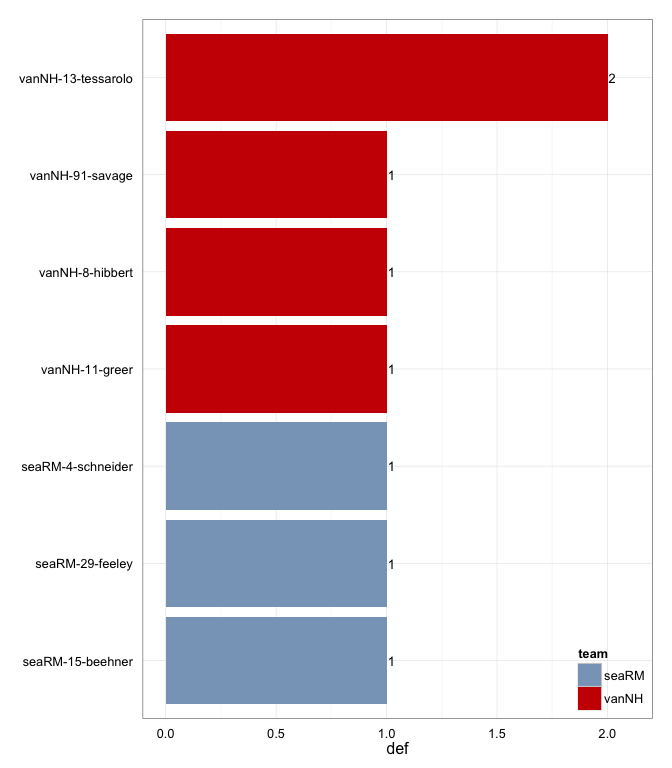 vanNH-13-tessarolo
2
vanNH-91-savage
1
vanNH-8-hibbert
1
vanNH-11-greer
1
seaRM-4-schneider
1
seaRM-29-feeley
1
seaRM-15-beehner
1
team
seaRM
vanNH
0.0 0.5 1.0 1.5 2.0
def